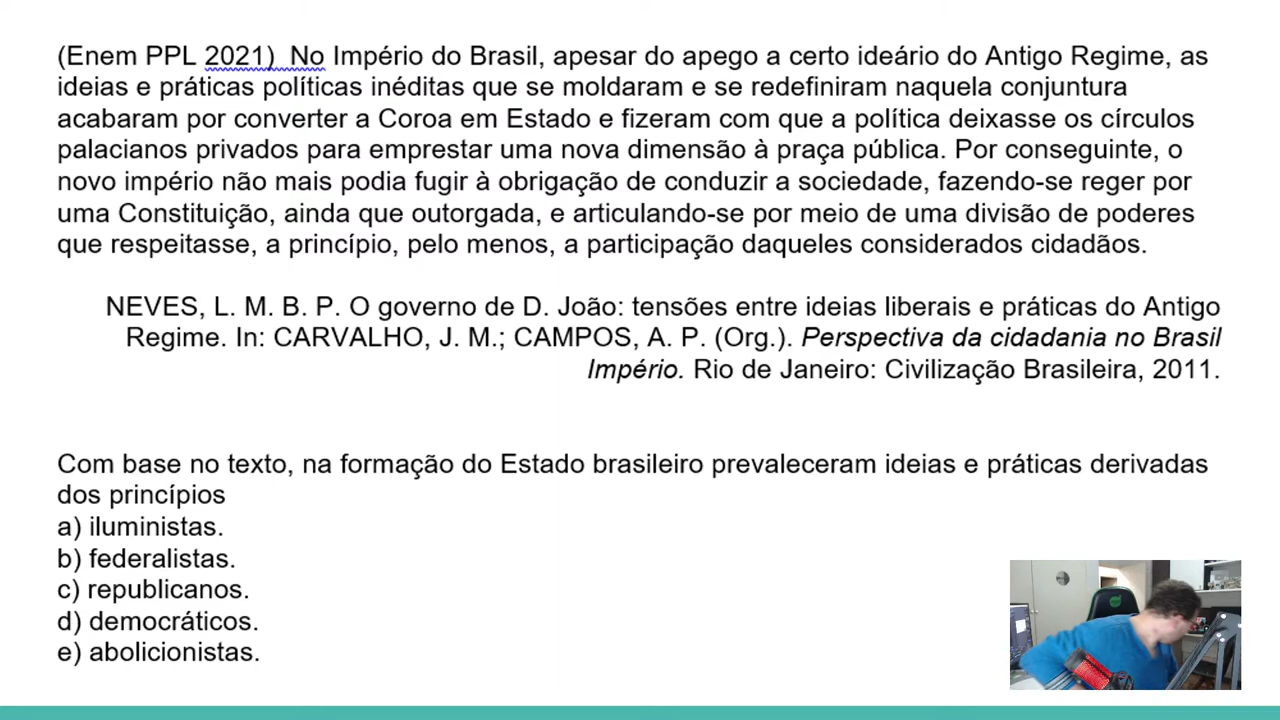 (Enem PPL 2021)  No Império do Brasil, apesar do apego a certo ideário do Antigo Regime, as
ideias e práticas políticas inéditas que se moldaram e se redefiniram naquela conjuntura
acabaram por converter a Coroa em Estado e fizeram com que a política deixasse os círculos
palacianos privados para emprestar uma nova dimensão à praça pública. Por conseguinte, o
novo império não mais podia fugir à obrigação de conduzir a sociedade, fazendo-se reger por
uma Constituição, ainda que outorgada, e articulando-se por meio de uma divisão de poderes
que respeitasse, a princípio, pelo menos, a participação daqueles considerados cidadãos.
NEVES, L. M. B. P. O governo de D. João: tensões entre ideias liberais e práticas do Antigo
Regime. In: CARVALHO, J. M.; CAMPOS, A. P. (Org.). Perspectiva da cidadania no Brasil
Império. Rio de Janeiro: Civilização Brasileira, 2011.
Com base no texto, na formação do Estado brasileiro prevaleceram ideias e práticas derivadas
dos princípios
a) iluministas.
b) federalistas.
c) republicanos.
d) democráticos.
e) abolicionistas.